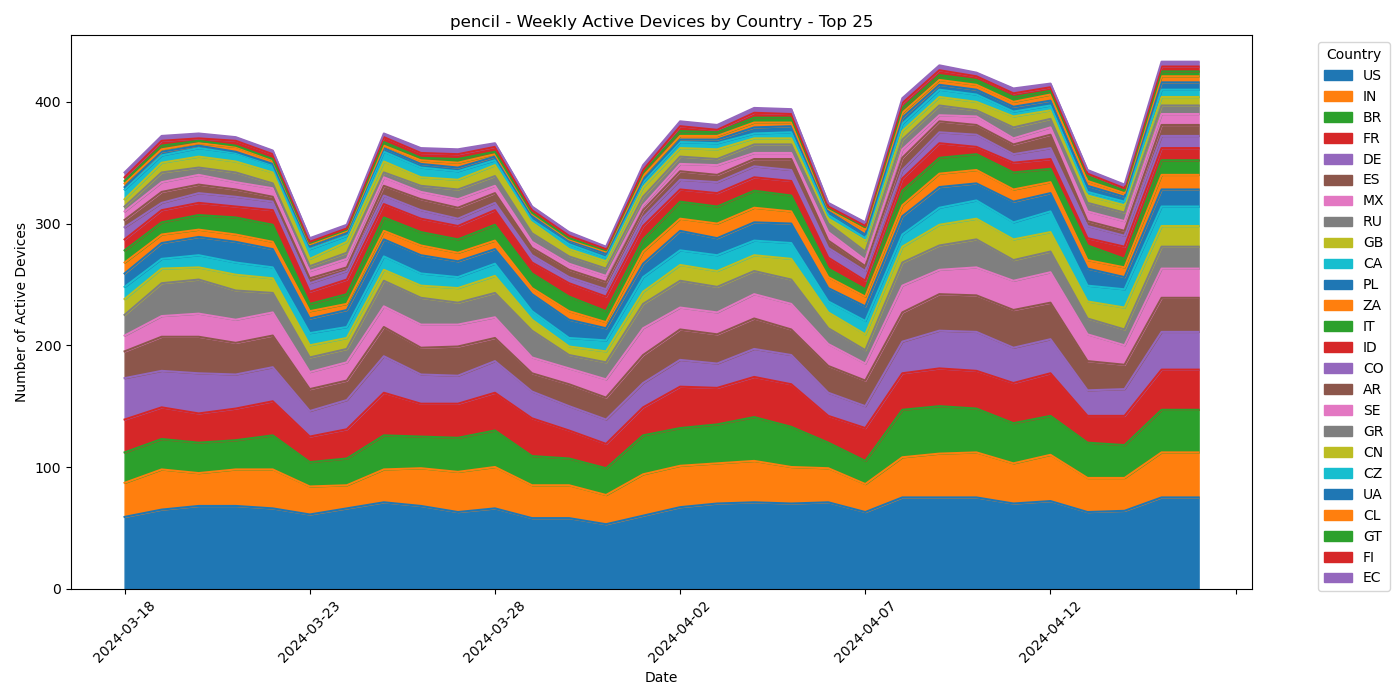 pencil - Weekly Active Devices by Country - Top 25
Number of Active Devices
400
300
200
100
0
2024-03-18
2024-03-23
2024-03-28
2024-04-02
2024-04-07
2024-04-12
Date
Country
US
IN
BR
FR
DE
ES
MX
RU
GB
CA
PL
ZA
IT
ID
CO
AR
SE
GR
CN
CZ
UA
CL
GT
FI
EC